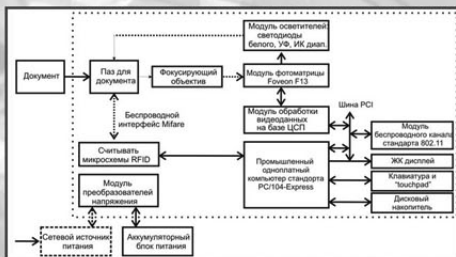 Модуль осветителей:
светодиоды
белого, УФ, ИК диап.
Документ
Паз для
документа
Фокусирующий
объектив
Модуль фотоматрицы
Foveon F13
Беспроводной
интерфейс Mifare
Модуль обработки
видеоданных
на базе ЦСП
Шина PCI
Модуль
беспроводного канала
стандарта 802.11
Считывать
микросхемы RFID
Промышленный
одноплатный
компьютер стандорта
PC/104-Express
ЖК дисплей
Клавиатура и
"touchpad"
Дисковый
накопитель
Модуль
преобразователей
напряжения
Сетевой источник
питания
Аккумуляторный
блок питания